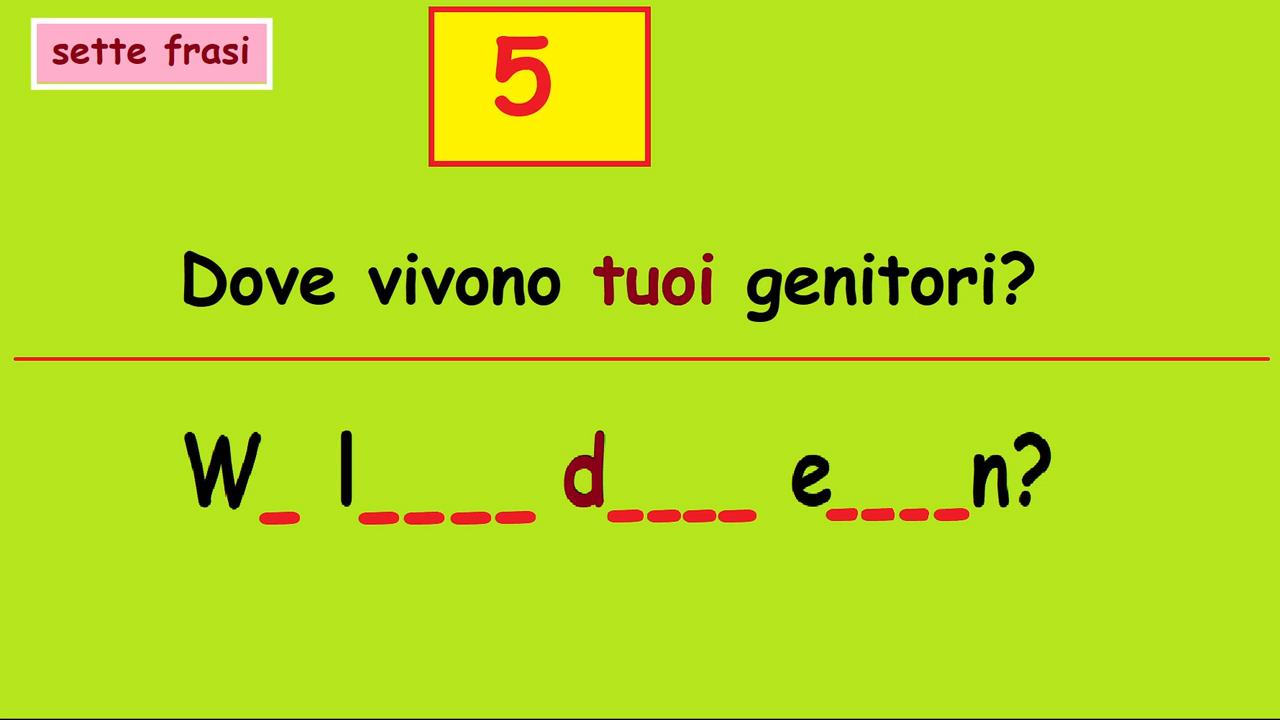 sette frasi
5
Dove vivono tuoi genitori?
W_ l____ d____ e____n?